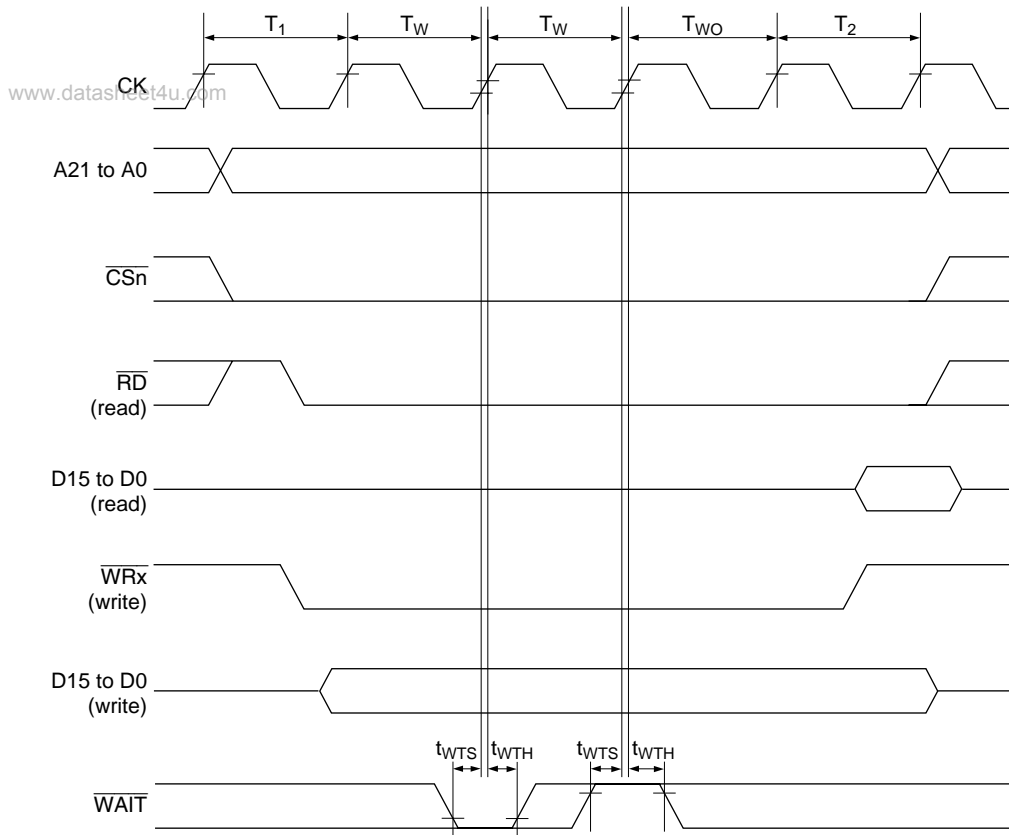 T1 TW TW TWO T2
CK
www.datasheet4u.com
A21 to A0
CSn
RD
(read)
D15 to D0
(read)
WRx
(write)
D15 to D0
(write)
tWTS tWTH tWTS tWTH
WAIT